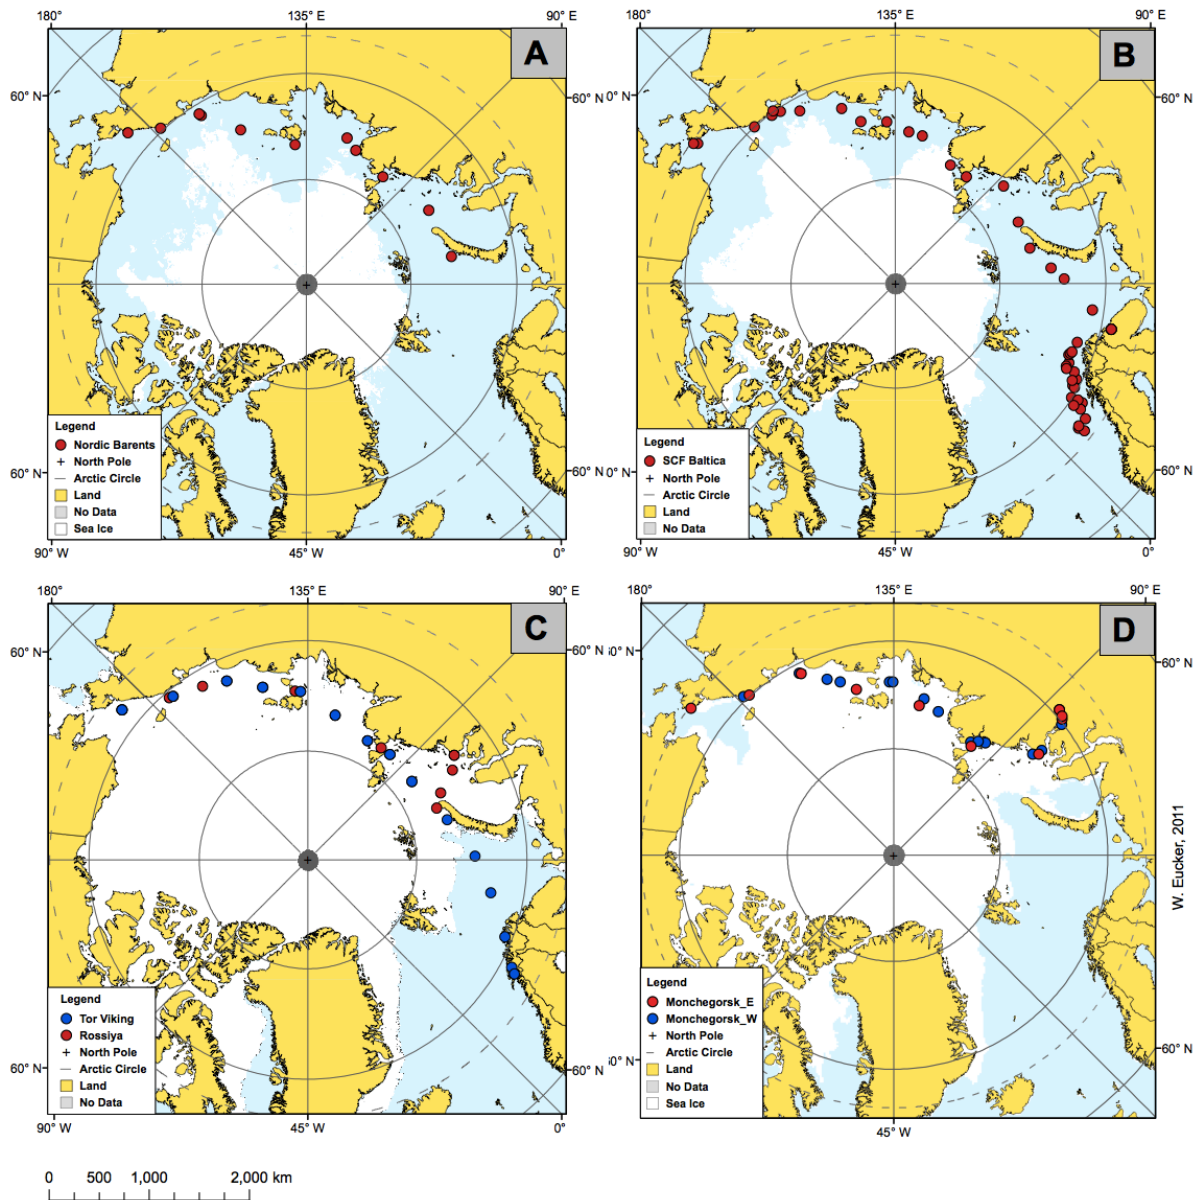 180°
135° E
90° E
A
60° N
60° N
Legend
Nordic Barents
North Pole
Arctic Circle
Land
No Data
Sea Ice
60° N
60° N
90° W
45° W
0°
180°
135° E
90° E
B
0° N
60° N
Legend
SCF Baltica
North Pole
Arctic Circle
Land
No Data
0° N
60° N
90° W
45° W
0°
180°
135° E
90° E
C
60° N
60° N
Legend
Tor Viking
Rossiya
North Pole
Arctic Circle
Land
No Data
60° N
60° N
90° W
45° W
0°
180°
135° E
90° E
D
60° N
Legend
Monchegorsk_E
Monchegorsk_W
North Pole
Arctic Circle
Land
No Data
Sea Ice
60° N
45° W
W. Eucker, 2011
0 500 1,000 2,000 km